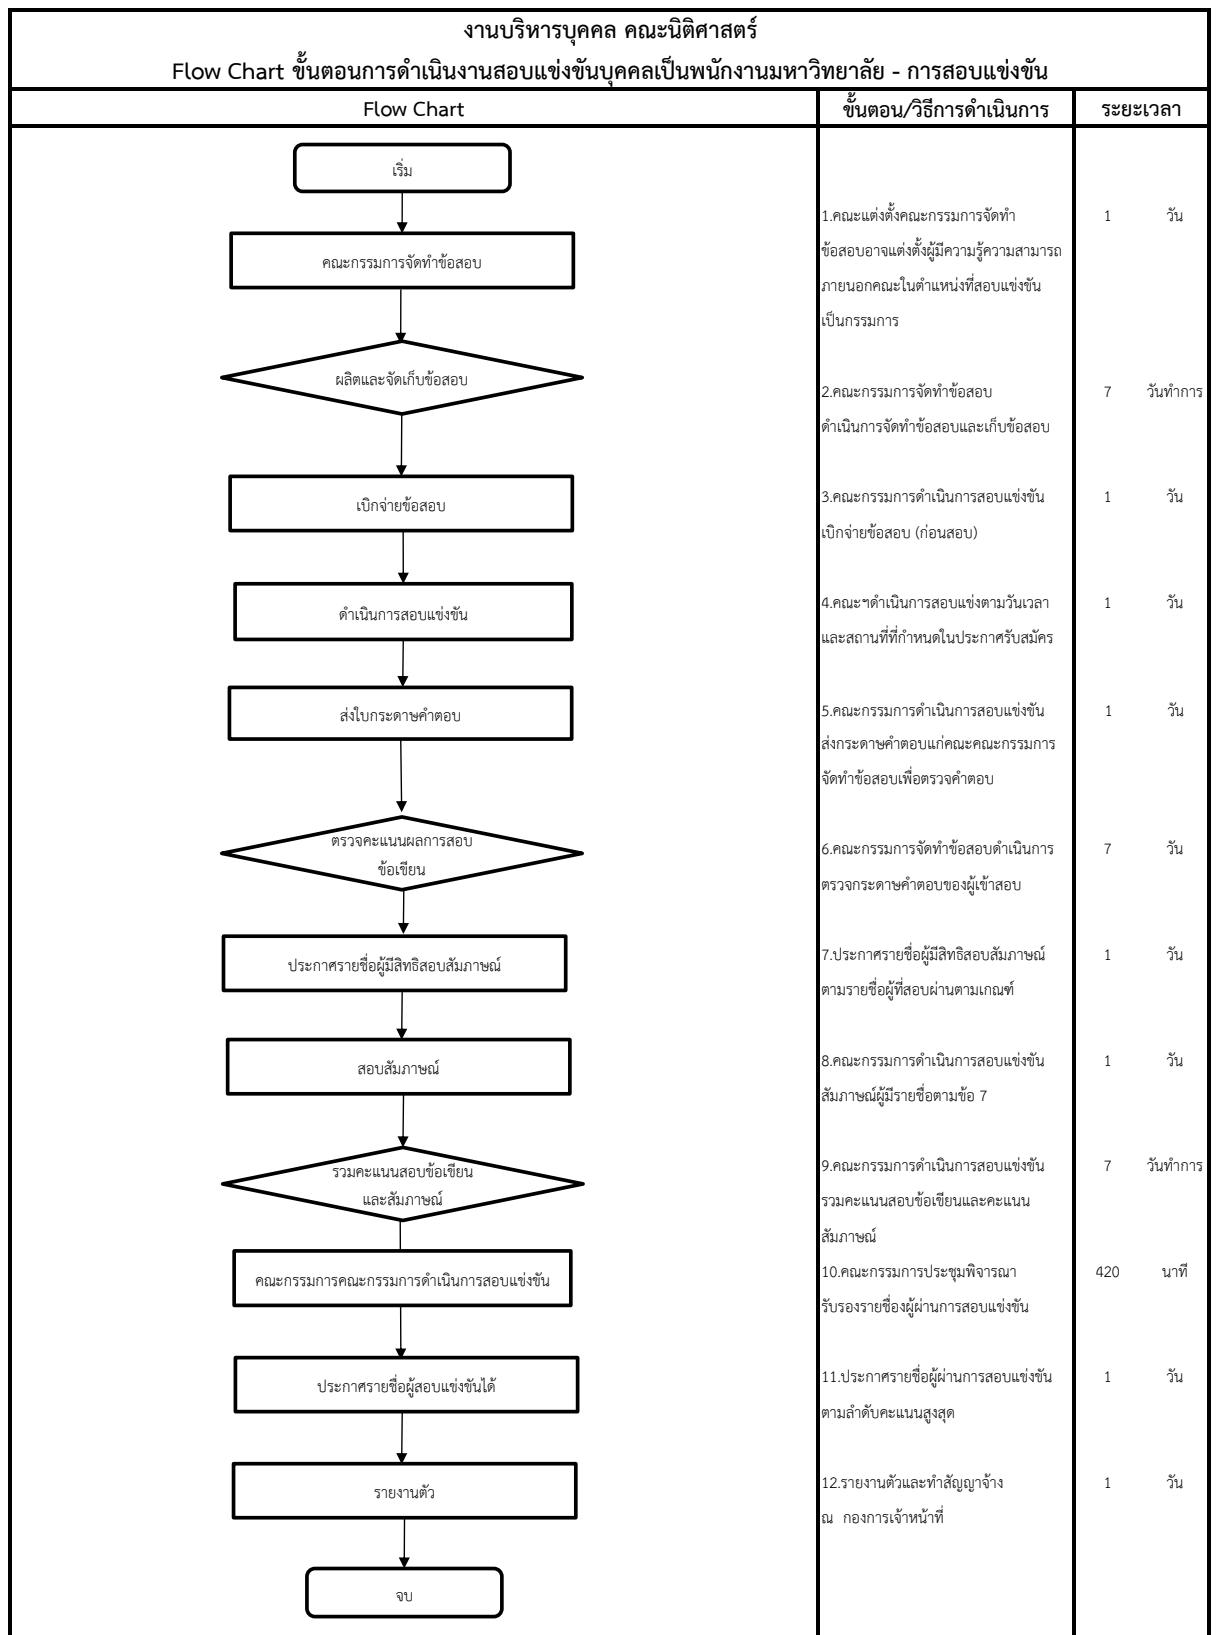 งานบริหารบุคคล คณะนิติศาสตร์
Flow Chart ขั้นตอนการดำเนินงานสอบแข่งขันบุคคลเป็นพนักงานมหาวิทยาลัย - การสอบแข่งขัน
Flow Chart ขั้นตอน/วิธีการดำเนินการ ระยะเวลา
เริ่ม
1.คณะแต่งตั้งคณะกรรมการจัดทำ 1 วัน
ข้อสอบอาจแต่งตั้งผู้มีความรู้ความสามารถ
คณะกรรมการจัดทำข้อสอบ
ภายนอกคณะในตำแหน่งที่สอบแข่งขัน
เป็นกรรมการ
ผลิตและจัดเก็บข้อสอบ
2.คณะกรรมการจัดทำข้อสอบ 7 วันทำการ
ดำเนินการจัดทำข้อสอบและเก็บข้อสอบ
เบิกจ่ายข้อสอบ
3.คณะกรรมการดำเนินการสอบแข่งขัน 1 วัน
เบิกจ่ายข้อสอบ (ก่อนสอบ)
ดำเนินการสอบแข่งขัน
4.คณะฯดำเนินการสอบแข่งตามวันเวลา 1 วัน
และสถานที่ที่กำหนดในประกาศรับสมัคร
ส่งใบกระดาษคำตอบ
5.คณะกรรมการดำเนินการสอบแข่งขัน 1 วัน
ส่งกระดาษคำตอบแก่คณะคณะกรรมการ
จัดทำข้อสอบเพื่อตรวจคำตอบ
ตรวจคะแนนผลการสอบ
ข้อเขียน
6.คณะกรรมการจัดทำข้อสอบดำเนินการ 7 วัน
ตรวจกระดาษคำตอบของผู้เข้าสอบ
ประกาศรายชื่อผู้มีสิทธิสอบสัมภาษณ์
7.ประกาศรายชื่อผู้มีสิทธิสอบสัมภาษณ์ 1 วัน
ตามรายชื่อผู้ที่สอบผ่านตามเกณฑ์
สอบสัมภาษณ์
8.คณะกรรมการดำเนินการสอบแข่งขัน 1 วัน
สัมภาษณ์ผู้มีรายชื่อตามข้อ 7
รวมคะแนนสอบข้อเขียน
และสัมภาษณ์
9.คณะกรรมการดำเนินการสอบแข่งขัน 7 วันทำการ
รวมคะแนนสอบข้อเขียนและคะแนน
สัมภาษณ์
คณะกรรมการคณะกรรมการดำเนินการสอบแข่งขัน
10.คณะกรรมการประชุมพิจารณา 420 นาที
รับรองรายชื่องผู้ผ่านการสอบแข่งขัน
ประกาศรายชื่อผู้สอบแข่งขันได้
11.ประกาศรายชื่อผู้ผ่านการสอบแข่งขัน 1 วัน
ตามลำดับคะแนนสูงสุด
รายงานตัว
12.รายงานตัวและทำสัญญาจ้าง 1 วัน
ณ กองการเจ้าหน้าที่
จบ